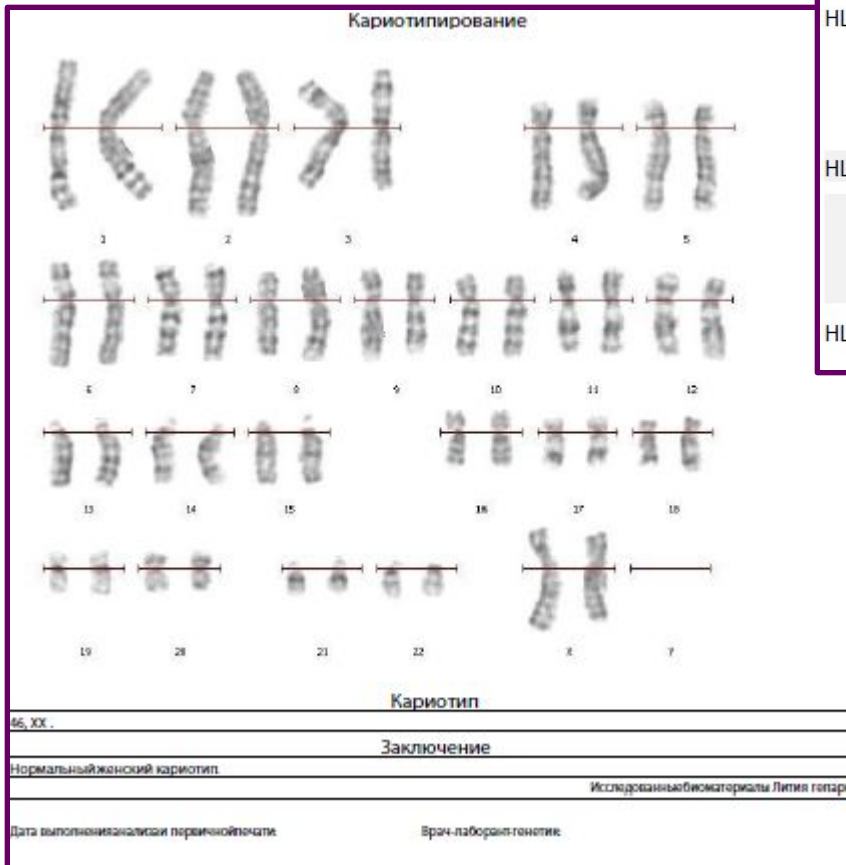 Кариотипирование
HL
1 2 3 4 5
HL
6 7 8 9 10 11 12
HL
13 14 15 16 17 18
19 20 21 22 X Y
Кариотип
46, XX .
Заключение
Нормальныйженский кариотип.
Исследованныебиоматериалы Лития гепар
Дата выполненияанализаи первичнойпечати: Врач-лаборант-генетик: